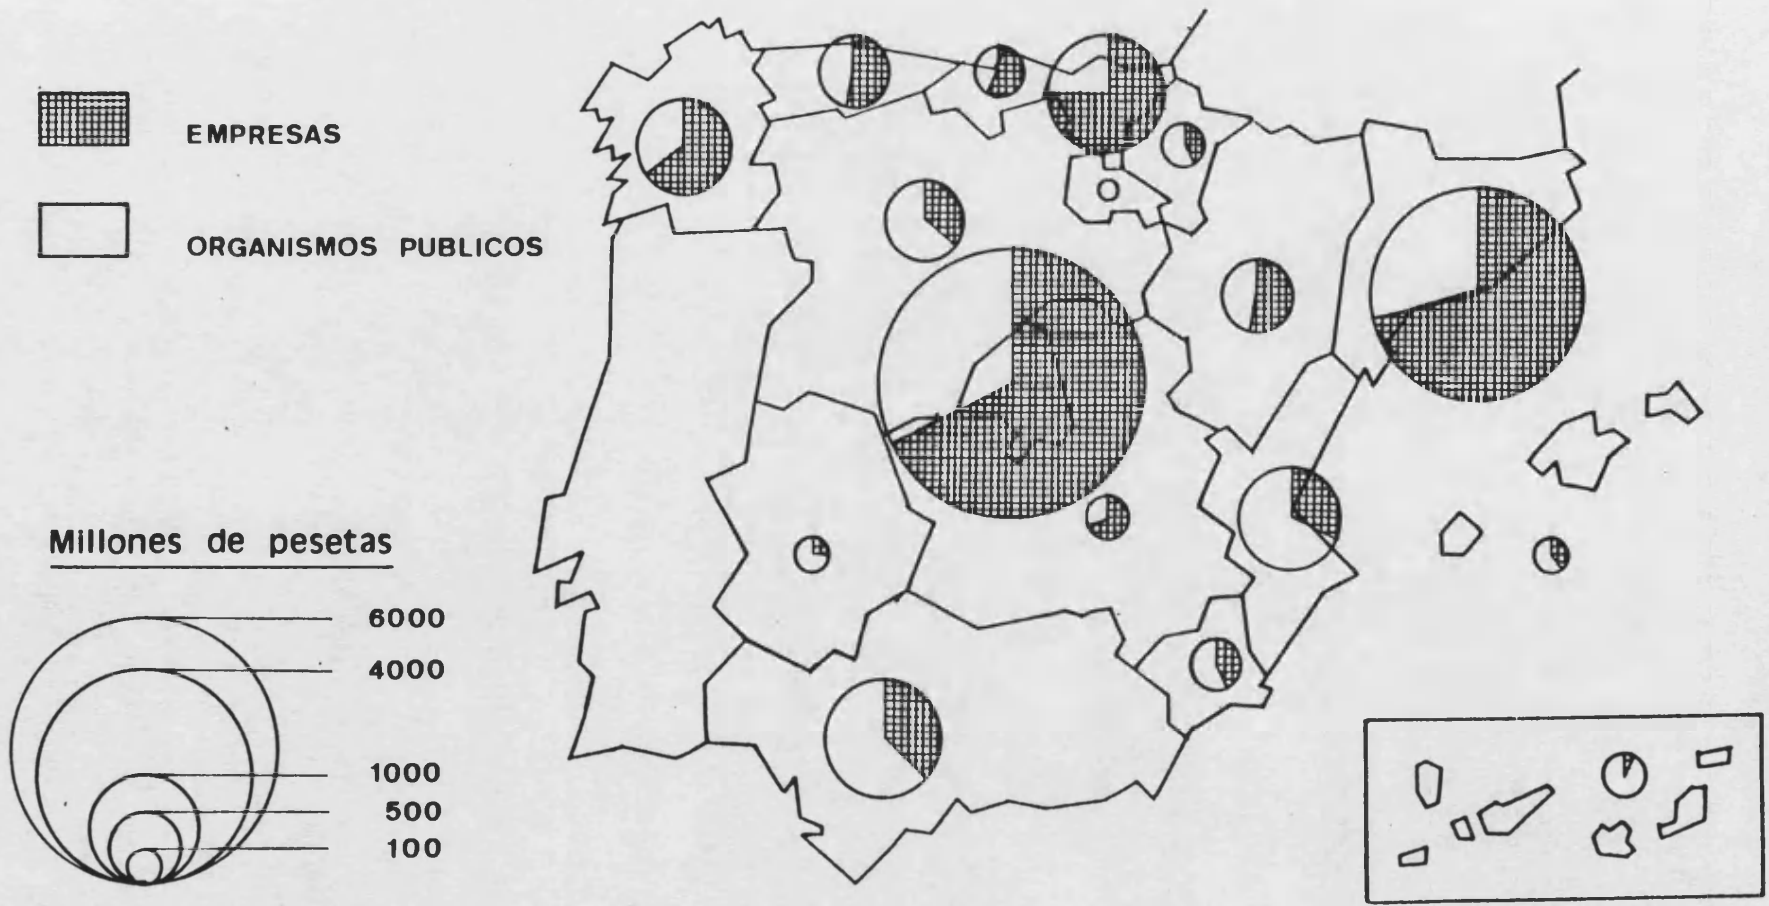 EMPRESAS
ORGANISMOS PUBLICOS
Millones de pesetas
6000
4000
1000
500
100